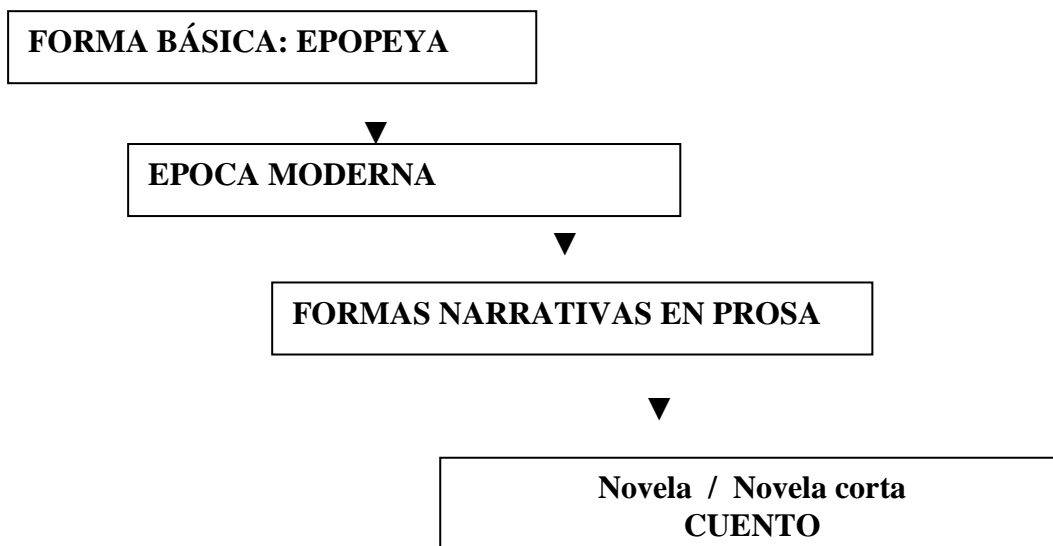 FORMA BÁSICA: EPOPEYA
EPOCA MODERNA
FORMAS NARRATIVAS EN PROSA
Novela / Novela corta
CUENTO